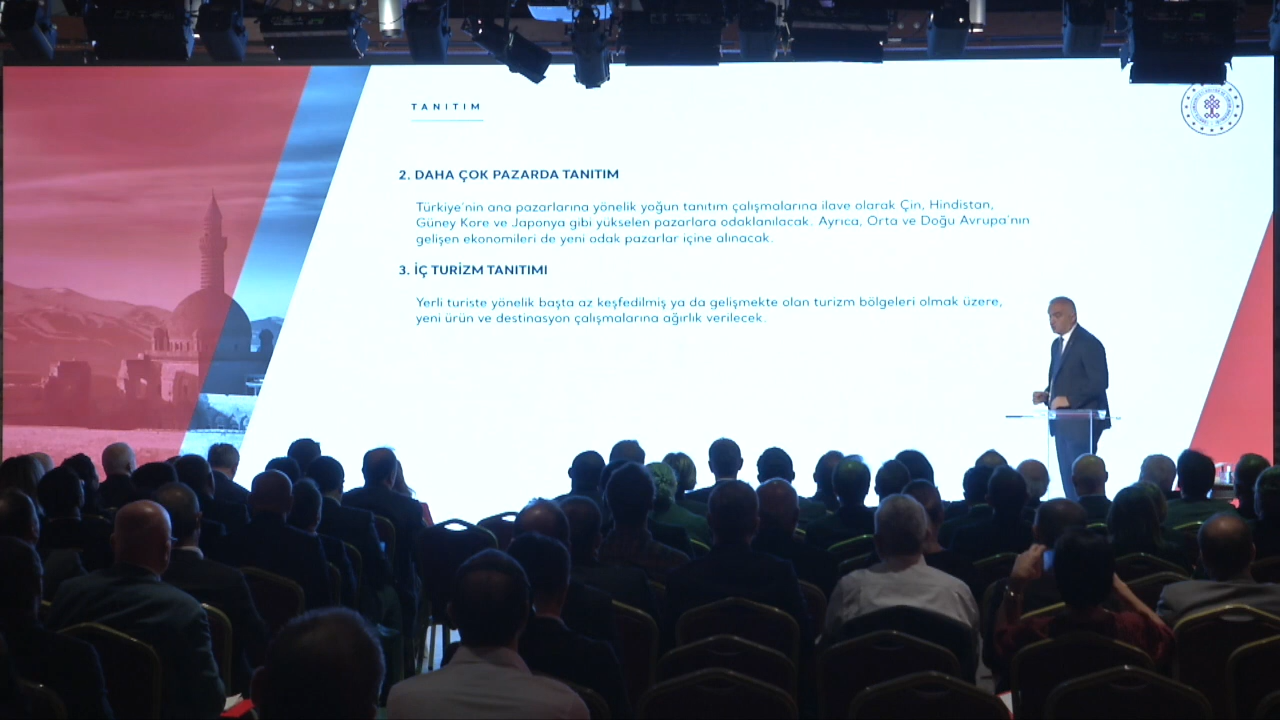 TANITIM
2. DAHA ÇOK PAZARDA TANITIM
Türkiye'nin ana pazarlarına yönelik yoğun tanıtım çalışmalarına ilave olarak Çin, Hindistan,
Güney Kore ve Japonya gibi yükselen pazarlara odaklanılacak. Ayrıca, Orta ve Doğu Avrupa'nın
gelişen ekonomileri de yeni odak pazarlar içine alınacak.
3. İÇ TURİZM TANITIMI
Yerli turiste yönelik başta az keşfedilmiş ya da gelişmekte olan turizm bölgeleri olmak üzere,
yeni ürün ve destinasyon çalışmalarına ağırlık verilecek.